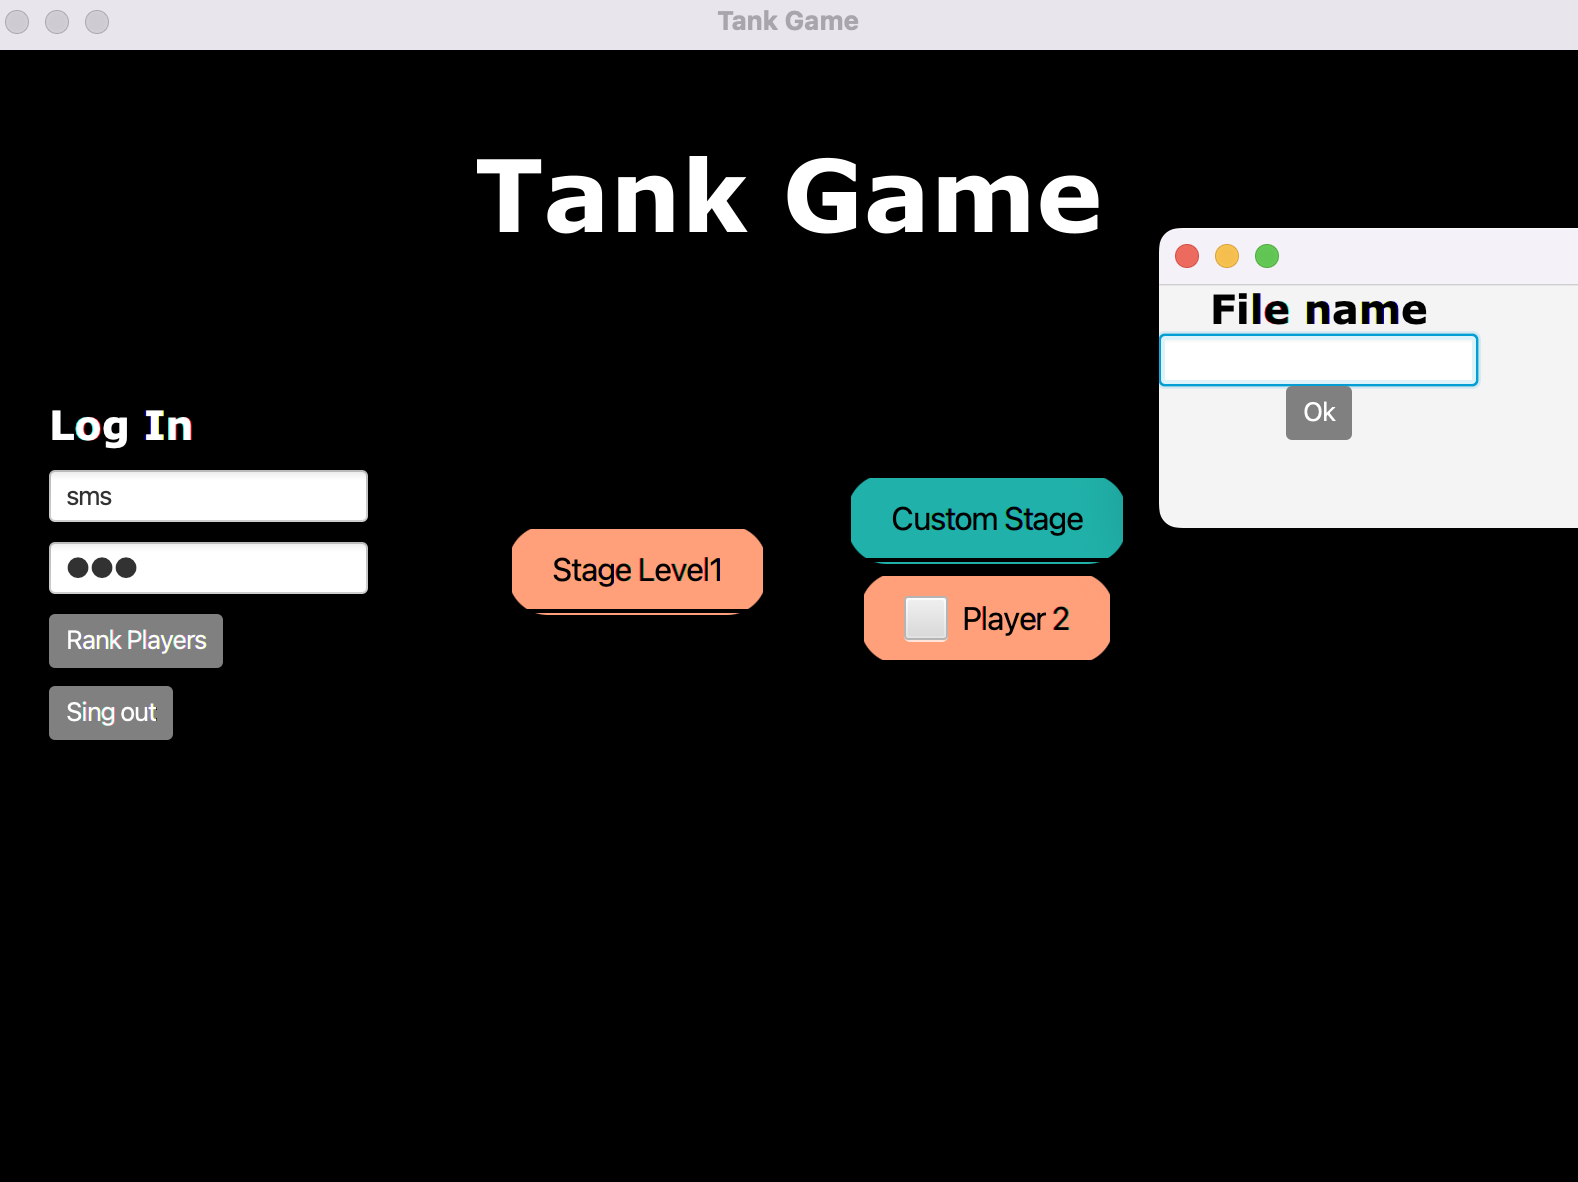 Tank Game
Tank Game
File name
Ok
Log In
sms
●●●
Rank Players
Sing out
Stage Level1
Custom Stage
Player 2